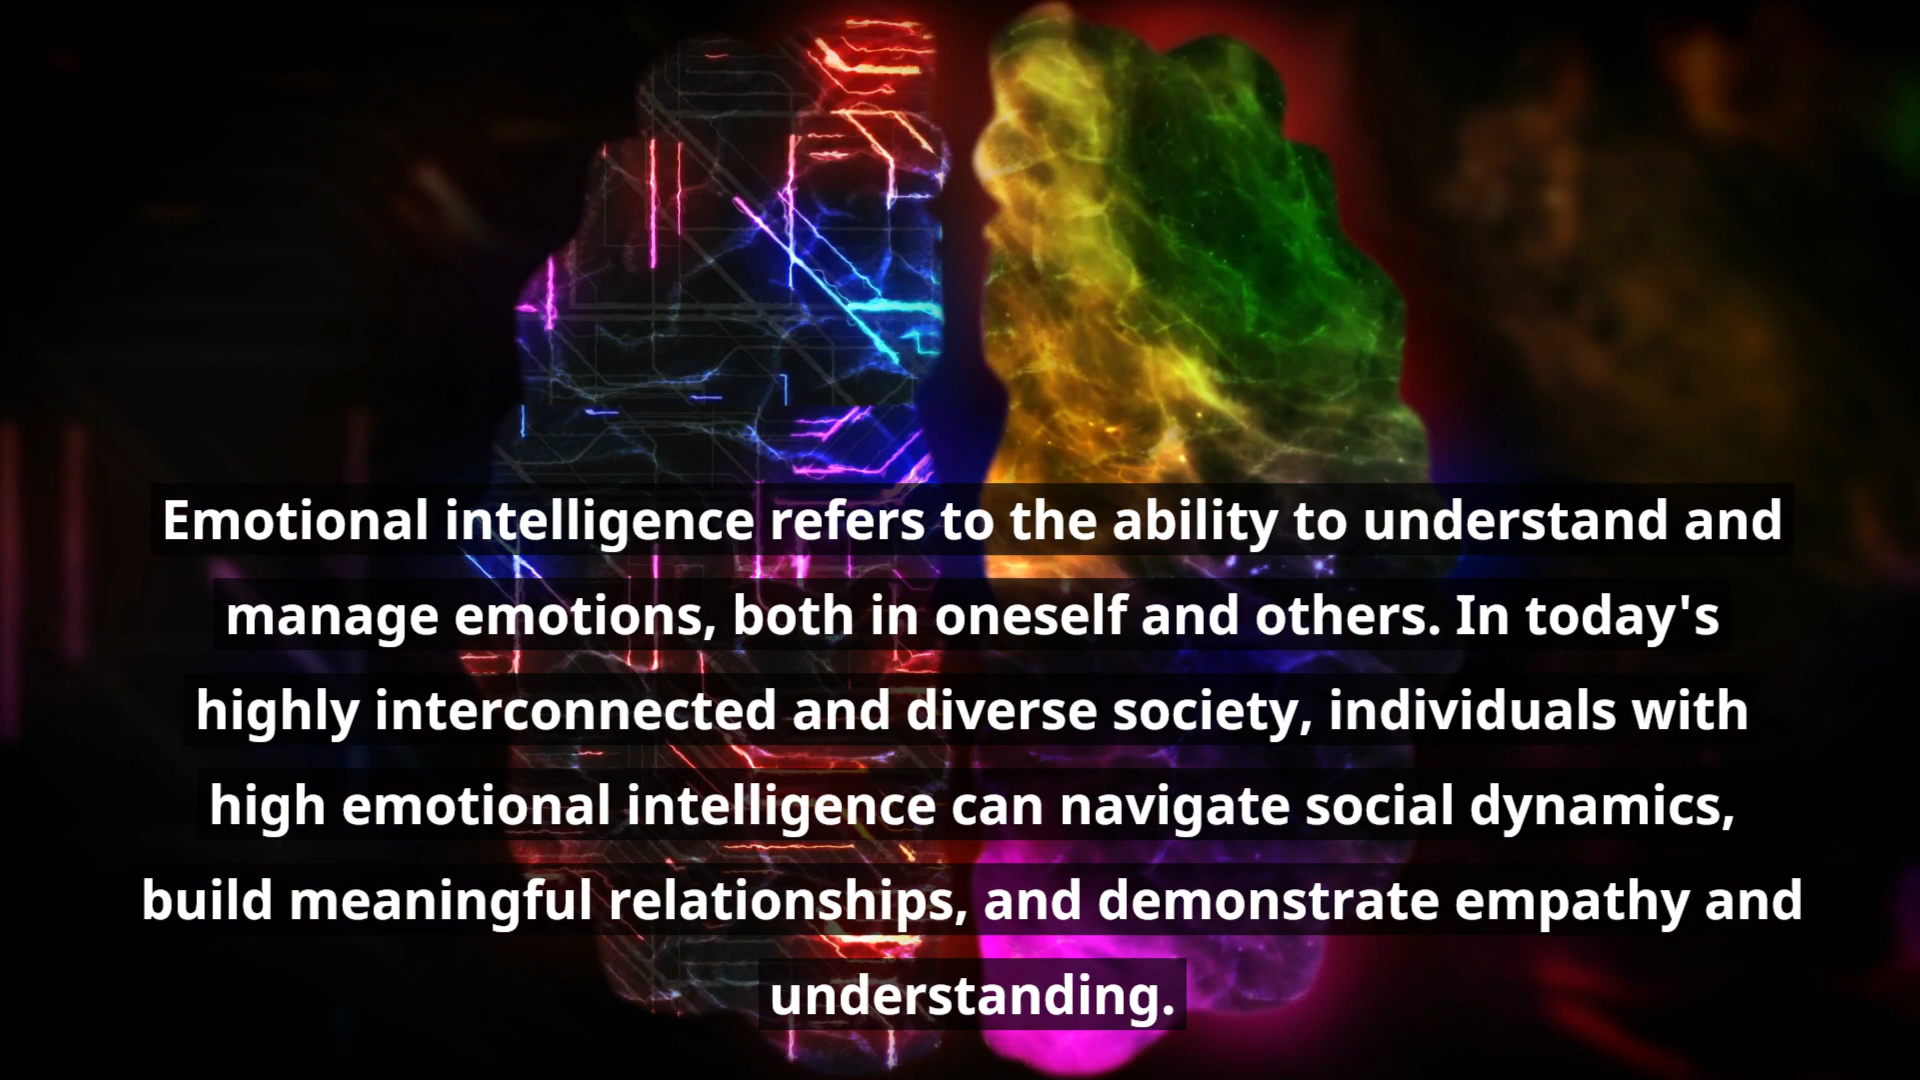 Emotional intelligence refers to the ability to understand and
manage emotions, both in oneself and others. In today's
highly interconnected and diverse society, individuals with
high emotional intelligence can navigate social dynamics,
build meaningful relationships, and demonstrate empathy and
understanding.